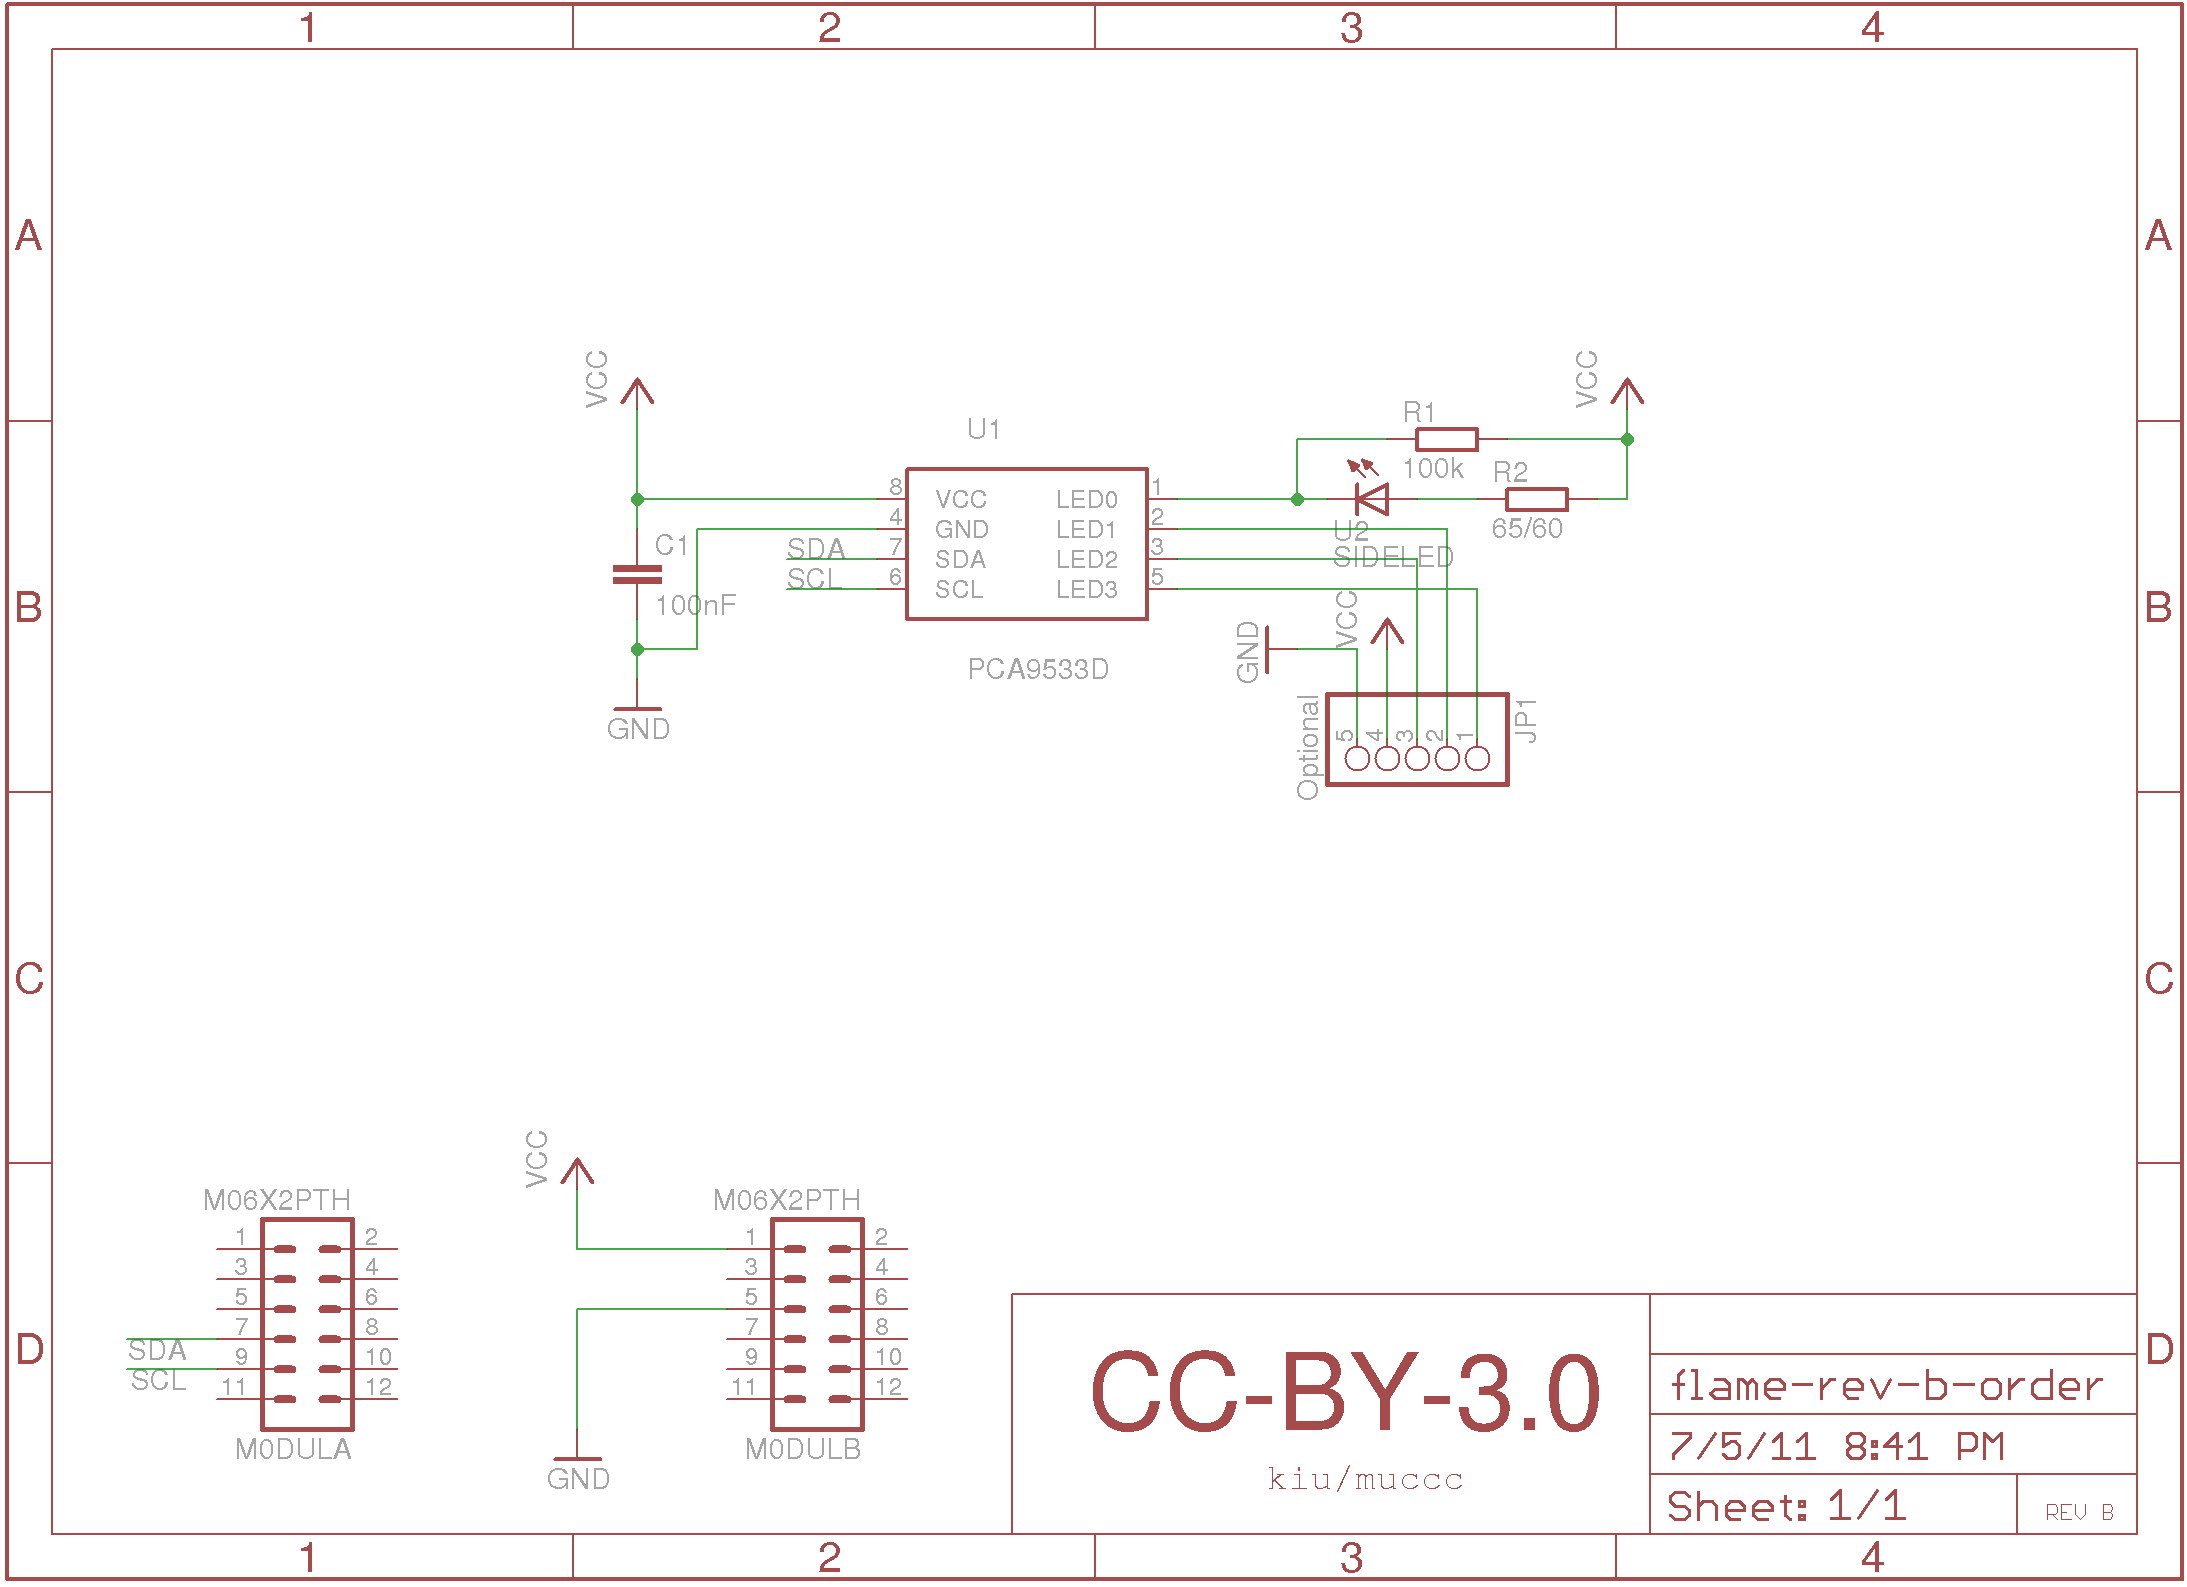 1 2 3 4
A A
VCC
VCC
U1
R1
100k
R2
65/60
8 VCC LED0 1
4 GND LED1 2
7 SDA LED2 3
6 SCL LED3 5
SDA
SCL
C1
100nF
U2
SIDELED
B B
PCA9533D
GND
GND
VCC
Optional
5 4 3 2 1
JP1
C C
VCC
M06X2PTH
1 2
3 4
5 6
7 8
9 10
11 12
SDA
SCL
M0DULA
M06X2PTH
1 2
3 4
5 6
7 8
9 10
11 12
M0DULB
GND
D D
CC-BY-3.0
kiu/muccc
flame-rev-b-order
7/5/11 8:41 PM
Sheet: 1/1
REV B
1 2 3 4